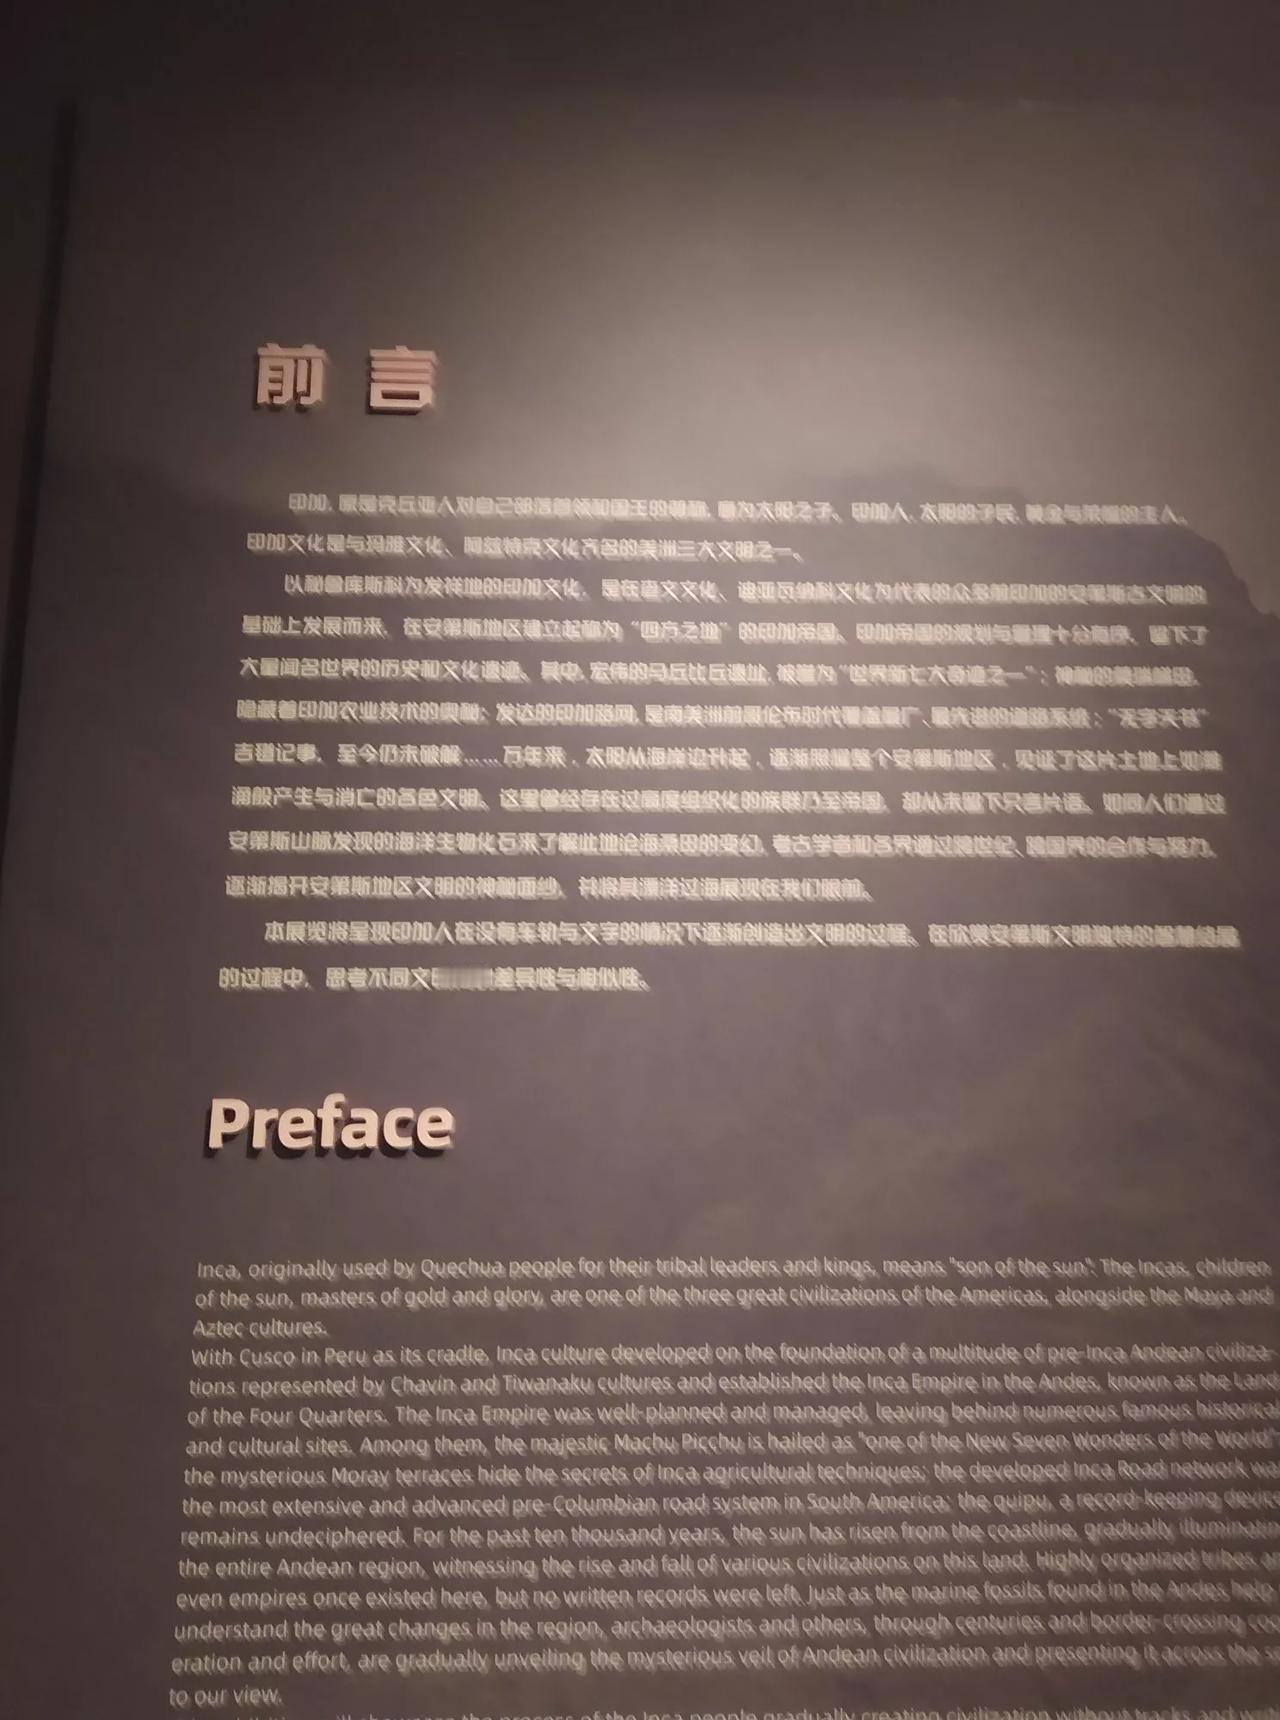 前言
印加，原是克丘亚人对自己部落首领和国王的尊称，意为太阳之子。印加人，太阳的子民，黄金与荣耀的主人。
印加文化是与玛雅文化、阿兹特克文化齐名的美洲三大文明之一。
以秘鲁库斯科为发祥地的印加文化，是在查文文化、迪亚瓦纳科文化为代表的众多前印加的安第斯古文明的
基础上发展而来，在安第斯地区建立起称为“四方之地”的印加帝国。印加帝国的规划与管理十分有序，留下了
大量闻名世界的历史和文化遗迹。其中，宏伟的马丘比丘遗址，被誉为“世界新七大奇迹之一”；神秘的莫瑞梯田，
隐藏着印加农业技术的奥秘；发达的印加路网，是南美洲前哥伦布时代覆盖最广、最先进的道路系统；“无字天书”
奇普记事，至今仍未破解……万年来，太阳从海岸边升起，逐渐照耀整个安第斯地区，见证了这片土地上如潮
涌般产生与消亡的各色文明。这里曾经存在过高度组织化的族群乃至帝国，却从未留下只言片语。如同人们通过
安第斯山脉发现的海洋生物化石来了解此地沧海桑田的变幻，考古学者和各界通过跨世纪、跨国界的合作与努力，
逐渐揭开安第斯地区文明的神秘面纱，并将其漂洋过海展现在我们眼前。
本展览将呈现印加人在没有车轨与文字的情况下逐渐创造出文明的过程。在欣赏安第斯文明独特的智慧结晶
的过程中，思考不同文 差异性与相似性。
Preface
Inca, originally used by Quechua people for their tribal leaders and kings, means "son of the sun". The Incas, children
of the sun, masters of gold and glory, are one of the three great civilizations of the Americas, alongside the Maya and
Aztec cultures.
With Cusco in Peru as its cradle, Inca culture developed on the foundation of a multitude of pre-Inca Andean civiliza-
tions represented by Chavín and Tiwanaku cultures and established the Inca Empire in the Andes, known as the Land
of the Four Quarters. The Inca Empire was well-planned and managed, leaving behind numerous famous historical
and cultural sites. Among them, the majestic Machu Picchu is hailed as "one of the New Seven Wonders of the World"
the mysterious Moray terraces hide the secrets of Inca agricultural techniques; the developed Inca Road network was
the most extensive and advanced pre-Columbian road system in South America; the quipu, a record-keeping device
remains undeciphered. For the past ten thousand years, the sun has risen from the coastline, gradually illuminatin
the entire Andean region, witnessing the rise and fall of various civilizations on this land. Highly organized tribes
even empires once existed here, but no written records were left. Just as the marine fossils found in the Andes help
understand the great changes in the region, archaeologists and others, through centuries and border-crossing coo
eration and effort, are gradually unveiling the mysterious veil of Andean civilization and presenting it across the
to our view.
the process of the Inca people gradually creating civilization without tracks and